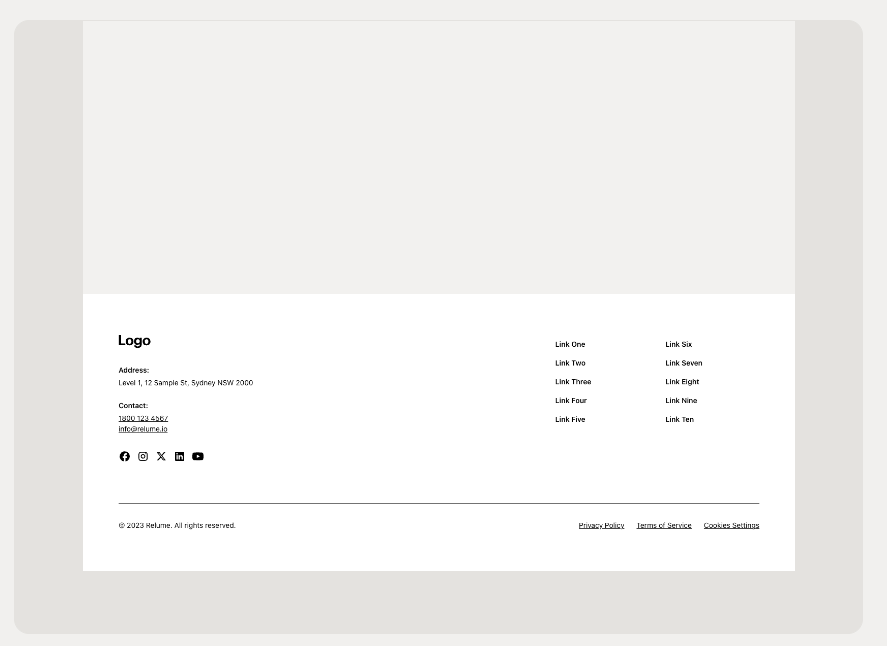 Logo
Address:
Level 1, 12 Sample St, Sydney NSW 2000
Contact:
1800 123 4567
info@relume.io
Link One
Link Two
Link Three
Link Four
Link Five
Link Six
Link Seven
Link Eight
Link Nine
Link Ten
© 2023 Relume. All rights reserved.
Privacy Policy
Terms of Service
Cookies Settings